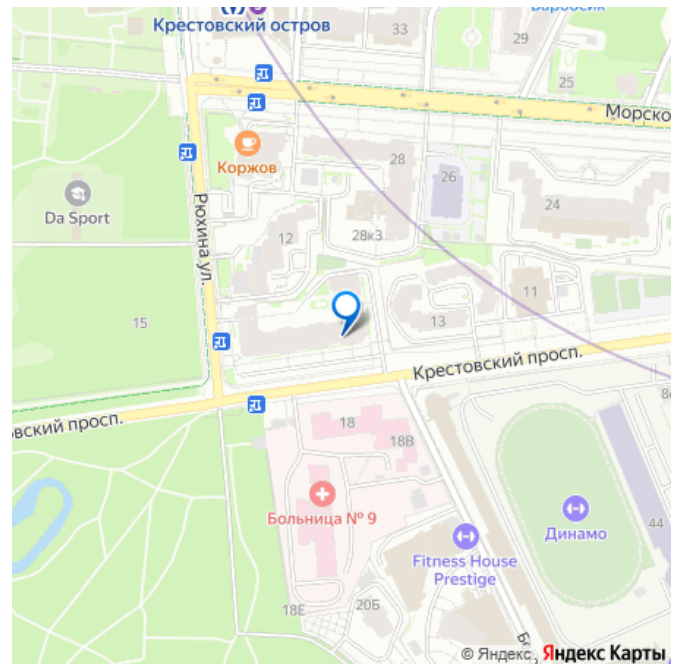 Крестовский остров
33
29
25
Морско
Коржов
28
26
Da Sport
24
Рюхина ул.
12
28к3
11
15
13
Крестовский просп.
овский просп.
18
18В
Больница № 9
Динамо
44
Fitness House
Prestige
18Е
20Б
© Яндекс Яндекс Карты